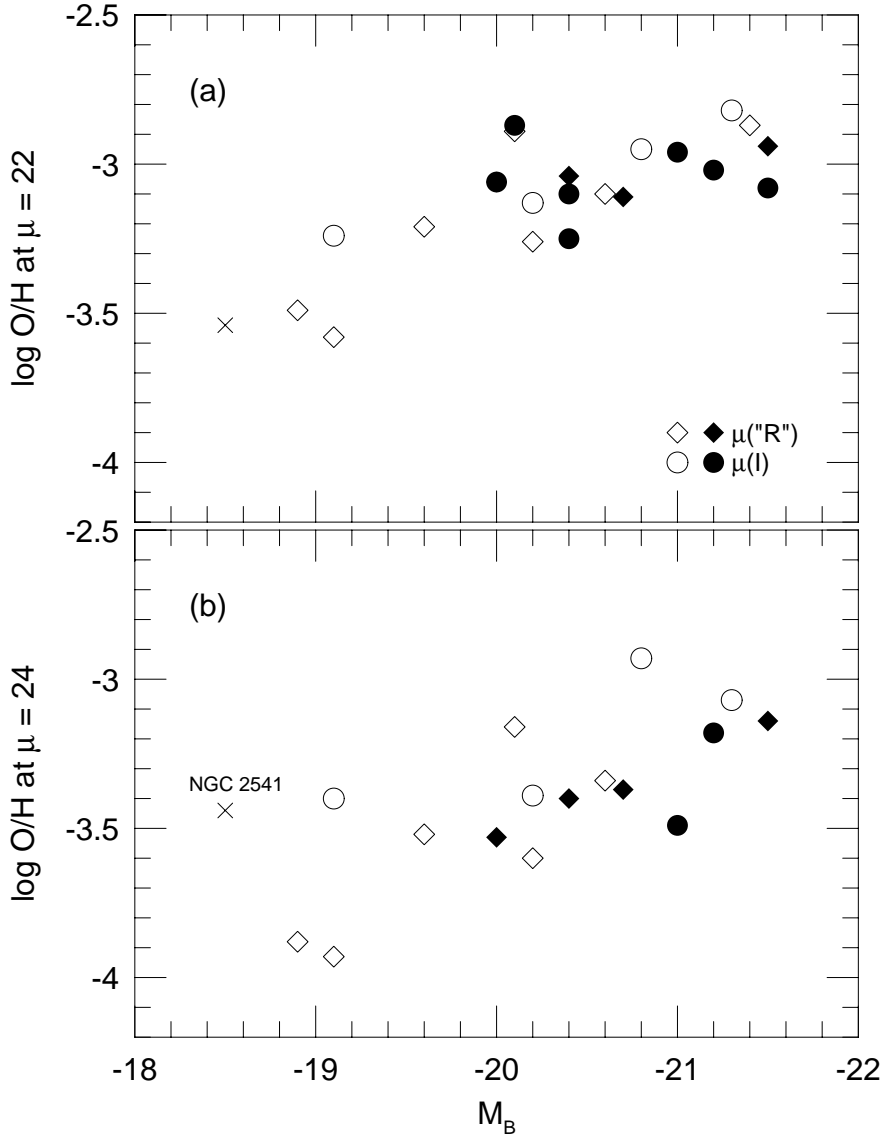 -2.5
(a)
-3
-3.5
-4
log O/H at μ = 22
μ("R")
μ(I)
-2.5
(b)
-3
NGC 2541
-3.5
-4
log O/H at μ = 24
-18 -19 -20 -21 -22
M_B